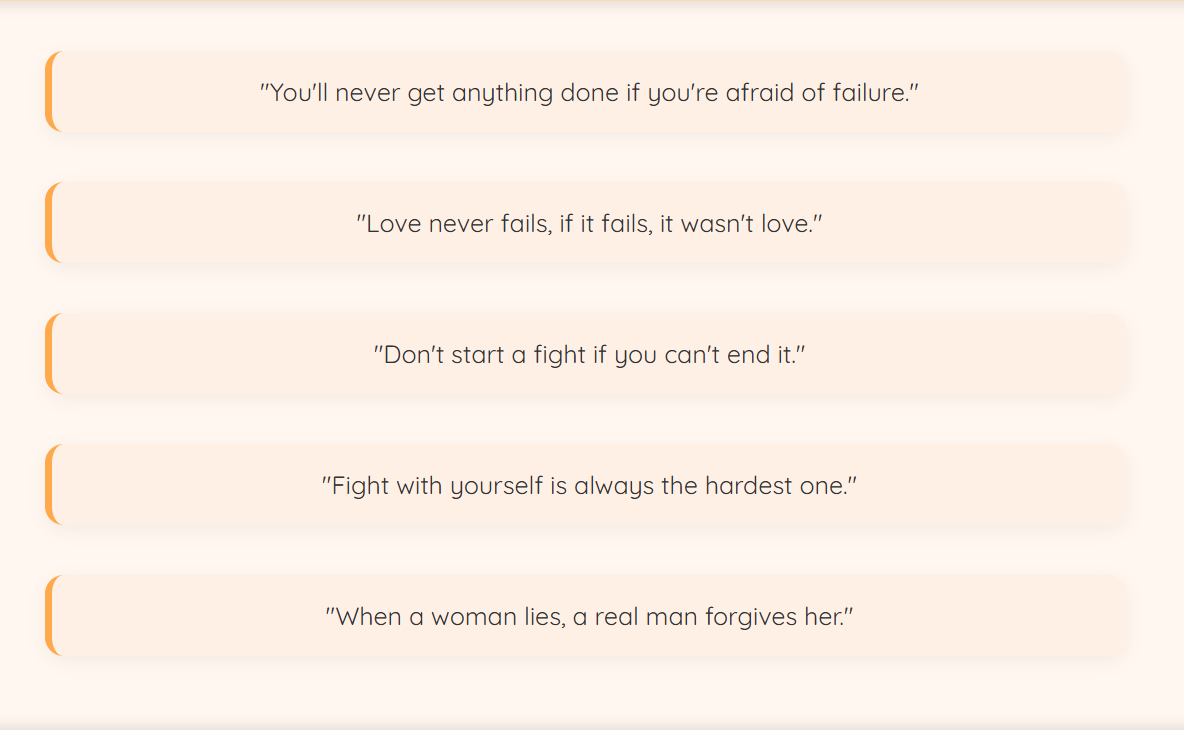 "You'll never get anything done if you're afraid of failure."
"Love never fails, if it fails, it wasn't love."
"Don't start a fight if you can't end it."
"Fight with yourself is always the hardest one."
"When a woman lies, a real man forgives her."